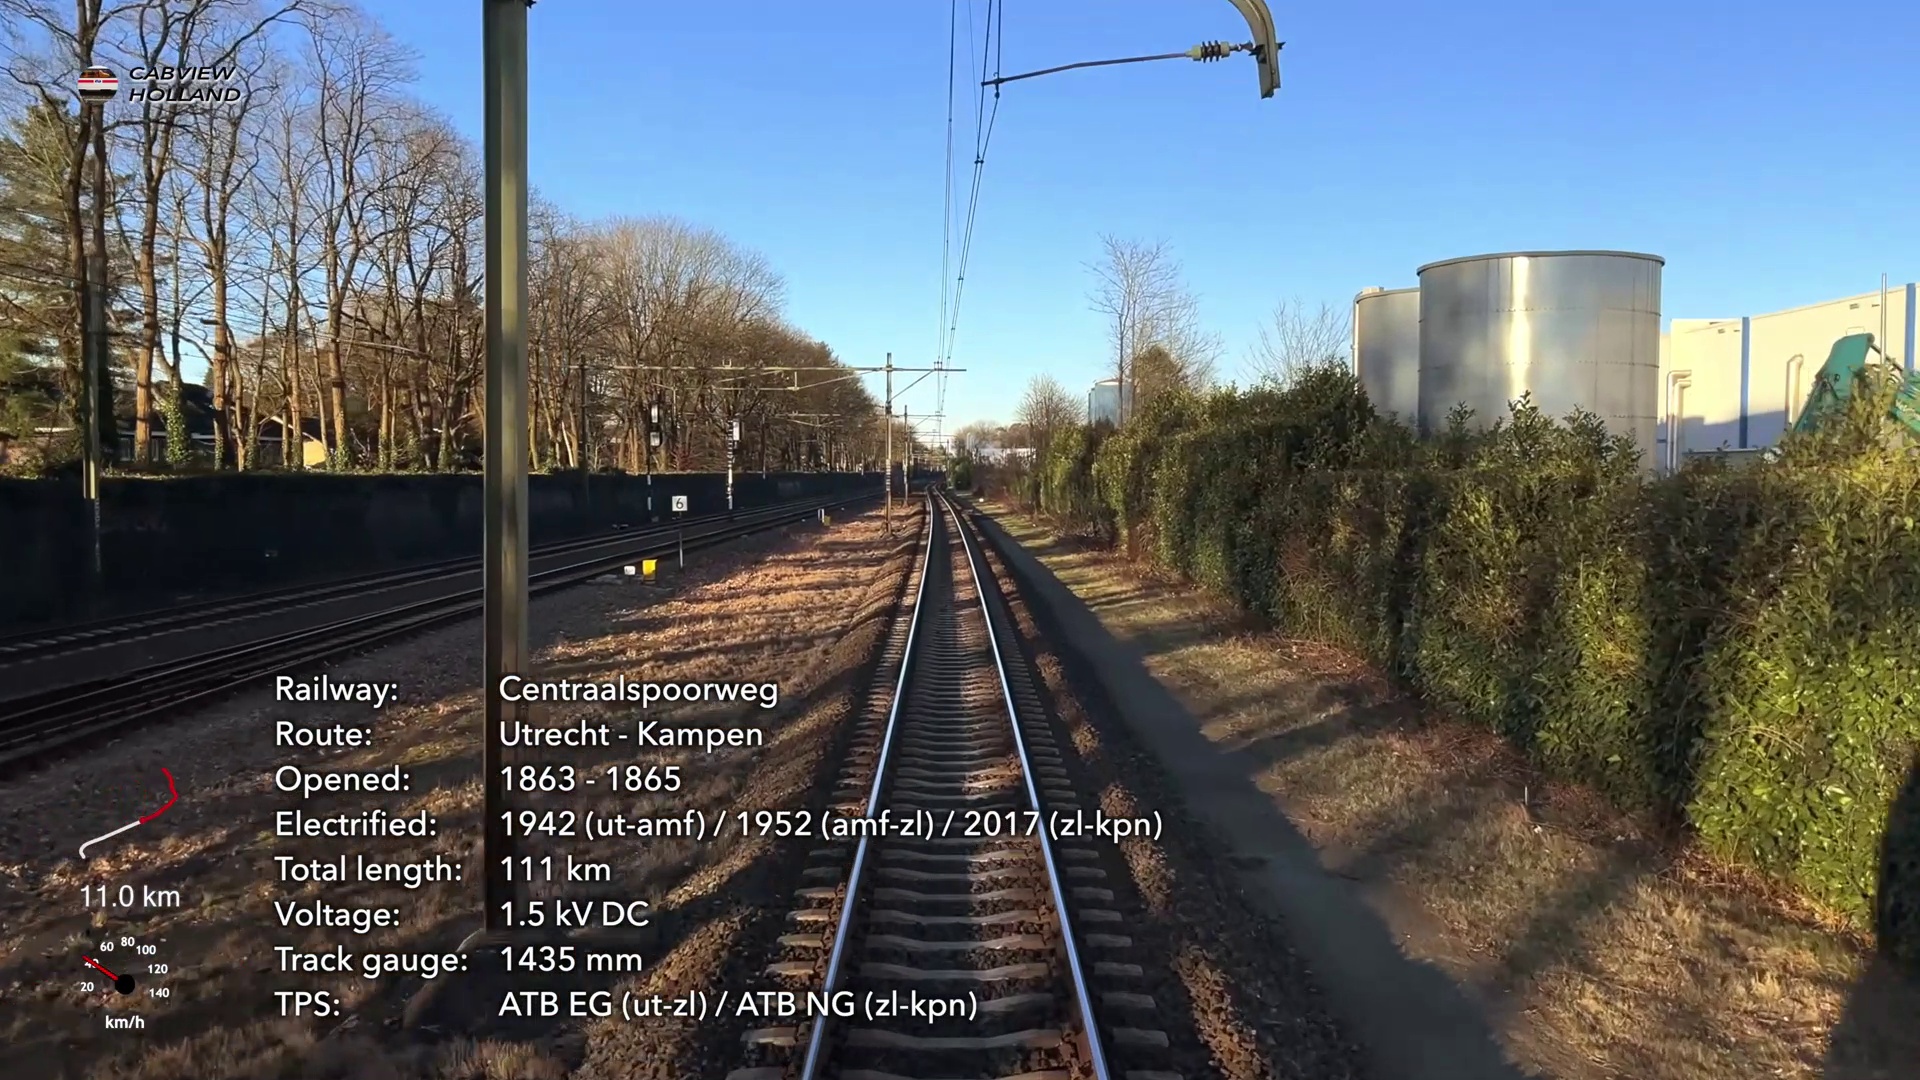 CABVIEW
HOLLAND
6
Railway: Centraalspoorweg
Route: Utrecht - Kampen
Opened: 1863 - 1865
Electrified: 1942 (ut-amf) / 1952 (amf-zl) / 2017 (zl-kpn)
Total length: 111 km
Voltage: 1.5 kV DC
Track gauge: 1435 mm
TPS: ATB EG (ut-zl) / ATB NG (zl-kpn)
11.0 km
20 40 60 80 100 120 140
km/h